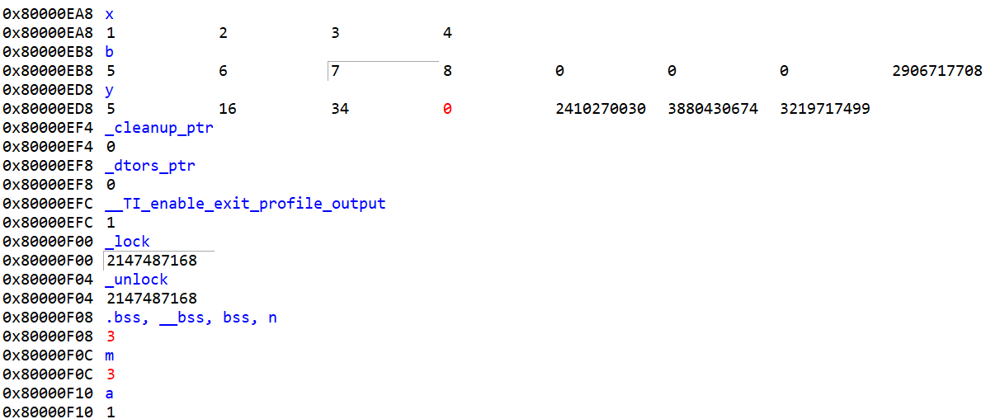 0x80000EA8 x
0x80000EA8 1 2 3 4
0x80000EB8 b
0x80000EB8 5 6 7 8 0 0 0 2906717708
0x80000ED8 y
0x80000ED8 5 16 34 0 2410270030 3880430674 3219717499
0x80000EF4 _cleanup_ptr
0x80000EF4 0
0x80000EF8 _dtors_ptr
0x80000EF8 0
0x80000EFC __TI_enable_exit_profile_output
0x80000EFC 1
0x80000F00 _lock
0x80000F00 2147487168
0x80000F04 _unlock
0x80000F04 2147487168
0x80000F08 .bss, __bss, bss, n
0x80000F08 3
0x80000F0C m
0x80000F0C 3
0x80000F10 a
0x80000F10 1